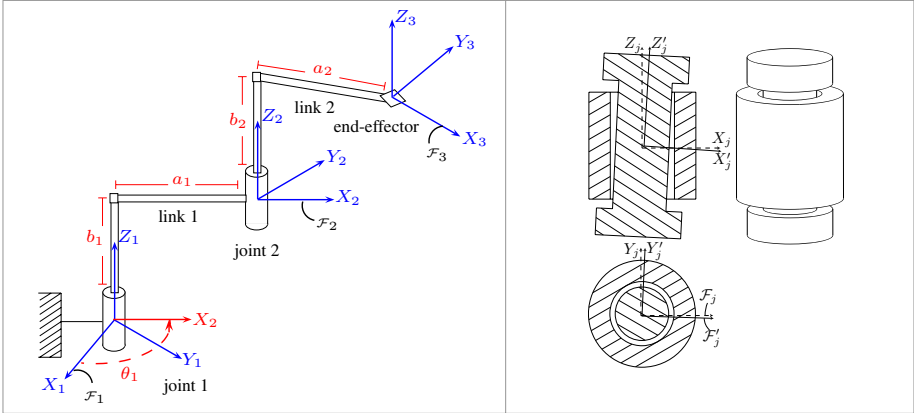 Z₃
Y₃
a₂
link 2
b₂
Z₂
end-effector
X₃
ℱ₃
Y₂
a₁
X₂
link 1
ℱ₂
b₁
Z₁
joint 2
X₂
Y₁
θ₁
X₁
ℱ₁
joint 1
Zⱼ Z′ⱼ
Xⱼ
X′ⱼ
Yⱼ Y′ⱼ
ℱⱼ
ℱ′ⱼ